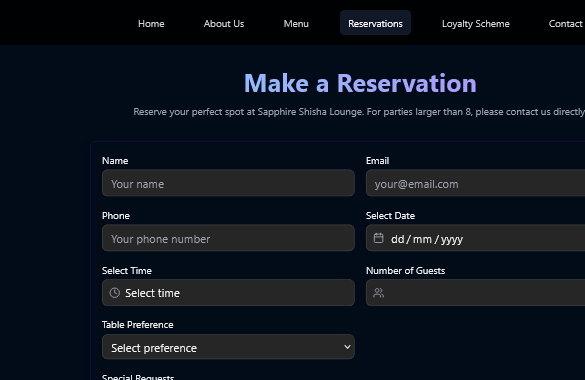 Home About Us Menu Reservations Loyalty Scheme Contact
Make a Reservation
Reserve your perfect spot at Sapphire Shisha Lounge. For parties larger than 8, please contact us directly
Name Email
Your name your@email.com
Phone Select Date
Your phone number dd/mm/yyyy
Select Time Number of Guests
Select time
Table Preference
Select preference
Special Requests